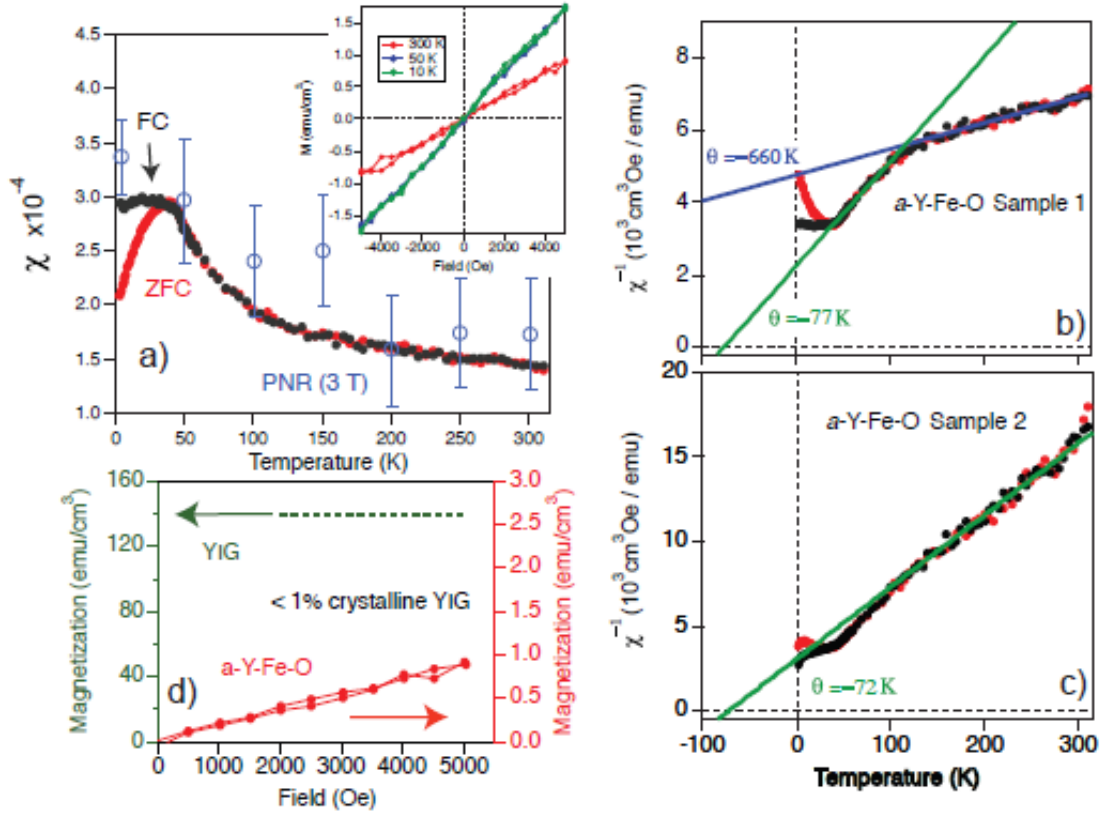 4.5
4.0
3.5
3.0
2.5
2.0
1.5
1.0
χ x10⁻⁴
FC
ZFC
a)
PNR (3 T)
0 50 100 150 200 250 300
Temperature (K)
1.5
1.0
0.5
0.0
-0.5
-1.0
-1.5
M (emu/cm³)
300 K
50 K
10 K
-4000 0 2000 4000
Field (Oe)
8
6
4
2
0
χ⁻¹ (10³ cm³Oe / emu)
θ = −660 K
a-Y-Fe-O Sample 1
θ = −77 K
b)
160
120
80
40
0
Magnetization (emu/cm³)
YIG
< 1% crystalline YIG
a-Y-Fe-O
d)
3.0
2.5
2.0
1.5
1.0
0.5
0.0
Magnetization (emu/cm³)
0 1000 2000 3000 4000 5000
Field (Oe)
20
15
10
5
0
χ⁻¹ (10³ cm³Oe / emu)
a-Y-Fe-O Sample 2
θ = −72 K
c)
-100 0 100 200 300
Temperature (K)